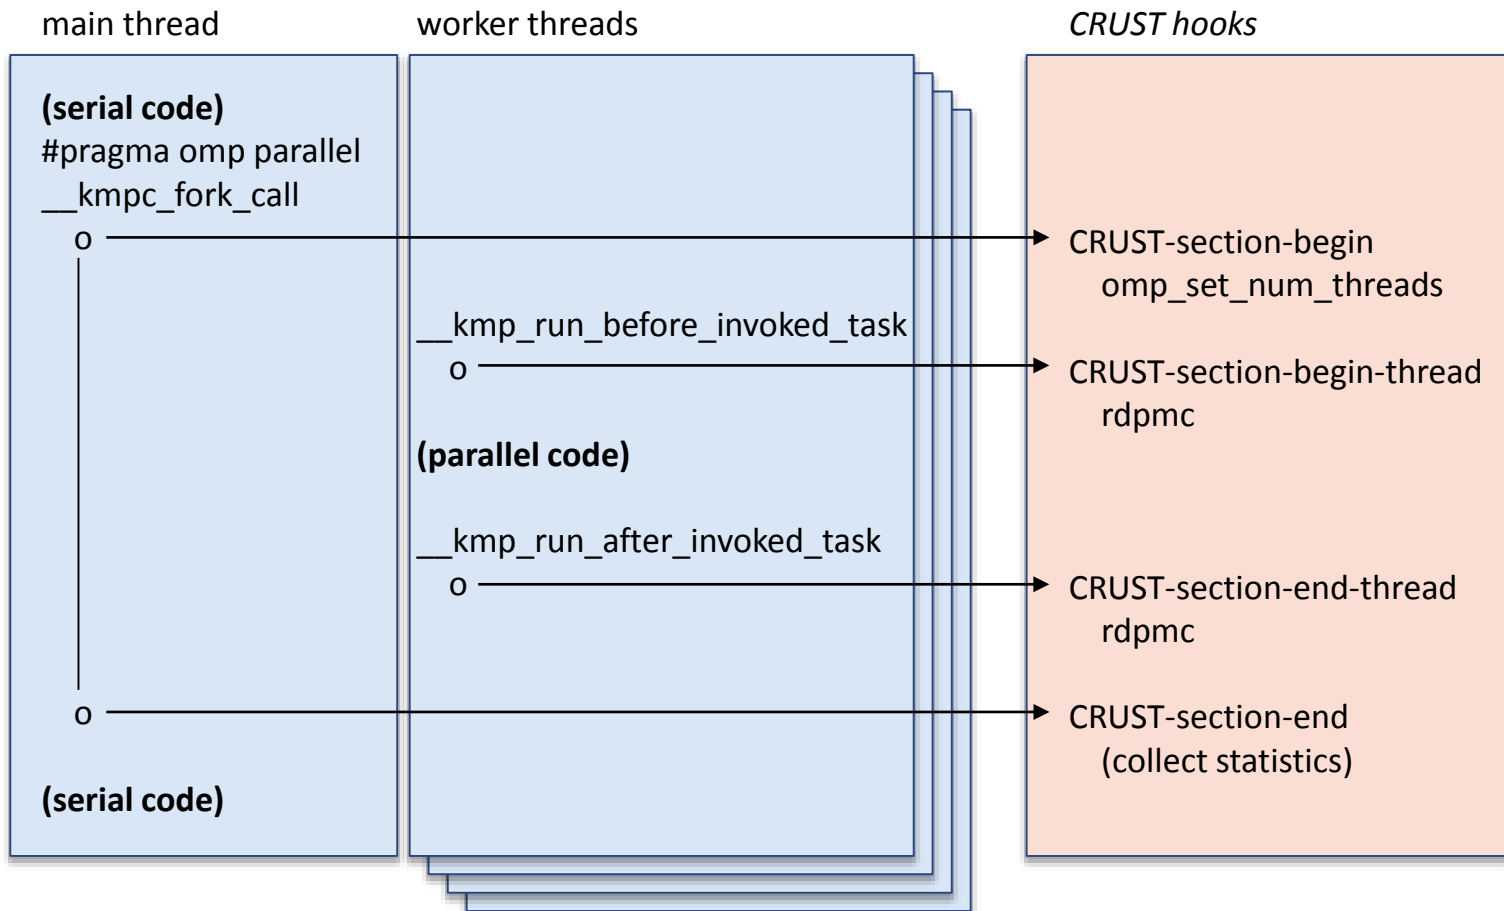 main thread
worker threads
CRUST hooks
(serial code)
#pragma omp parallel
__kmpc_fork_call
o
CRUST-section-begin
omp_set_num_threads
__kmp_run_before_invoked_task
o
CRUST-section-begin-thread
rdpmc
(parallel code)
__kmp_run_after_invoked_task
o
CRUST-section-end-thread
rdpmc
o
CRUST-section-end
(collect statistics)
(serial code)